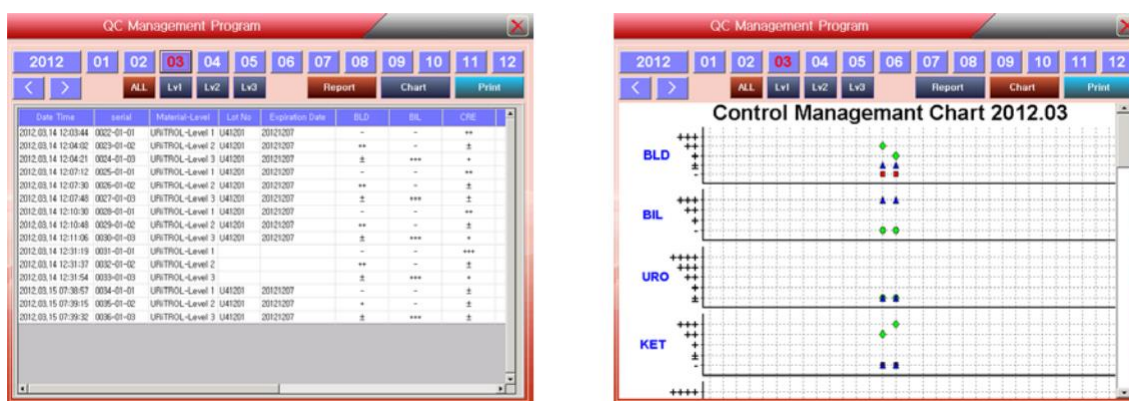 QC Management Program
2012 01 02 03 04 05 06 07 08 09 10 11 12
< > ALL Lv1 Lv2 Lv3 Report Chart Print
Date Time serial Material-Level Lot No Expiration Date BLD BIL CRE
2012.03.14 12:03:44 0022-01-01 URiTROL-Level 1 U41201 20121207 - - ++
2012.03.14 12:04:02 0023-01-02 URiTROL-Level 2 U41201 20121207 ++ - ±
2012.03.14 12:04:21 0024-01-03 URiTROL-Level 3 U41201 20121207 ± +++ +
2012.03.14 12:07:12 0025-01-01 URiTROL-Level 1 U41201 20121207 - - ++
2012.03.14 12:07:30 0026-01-02 URiTROL-Level 2 U41201 20121207 ++ - ±
2012.03.14 12:07:48 0027-01-03 URiTROL-Level 3 U41201 20121207 ± +++ ±
2012.03.14 12:10:30 0028-01-01 URiTROL-Level 1 U41201 20121207 - - ++
2012.03.14 12:10:48 0029-01-02 URiTROL-Level 2 U41201 20121207 ++ - ±
2012.03.14 12:11:06 0030-01-03 URiTROL-Level 3 U41201 20121207 ± +++ +
2012.03.14 12:31:19 0031-01-01 URiTROL-Level 1 - - +++
2012.03.14 12:31:37 0032-01-02 URiTROL-Level 2 ++ - ±
2012.03.14 12:31:54 0033-01-03 URiTROL-Level 3 ± +++ +
2012.03.15 07:38:57 0034-01-01 URiTROL-Level 1 U41201 20121207 - - ±
2012.03.15 07:39:15 0035-01-02 URiTROL-Level 2 U41201 20121207 + - ±
2012.03.15 07:39:32 0036-01-03 URiTROL-Level 3 U41201 20121207 ± +++ ±
QC Management Program
2012 01 02 03 04 05 06 07 08 09 10 11 12
< > ALL Lv1 Lv2 Lv3 Report Chart Print
Control Managemant Chart 2012.03
+++
++
BLD +
±
-
+++
++
BIL +
-
++++
+++
++
URO +
±
+++
++
KET +
±
-
++++